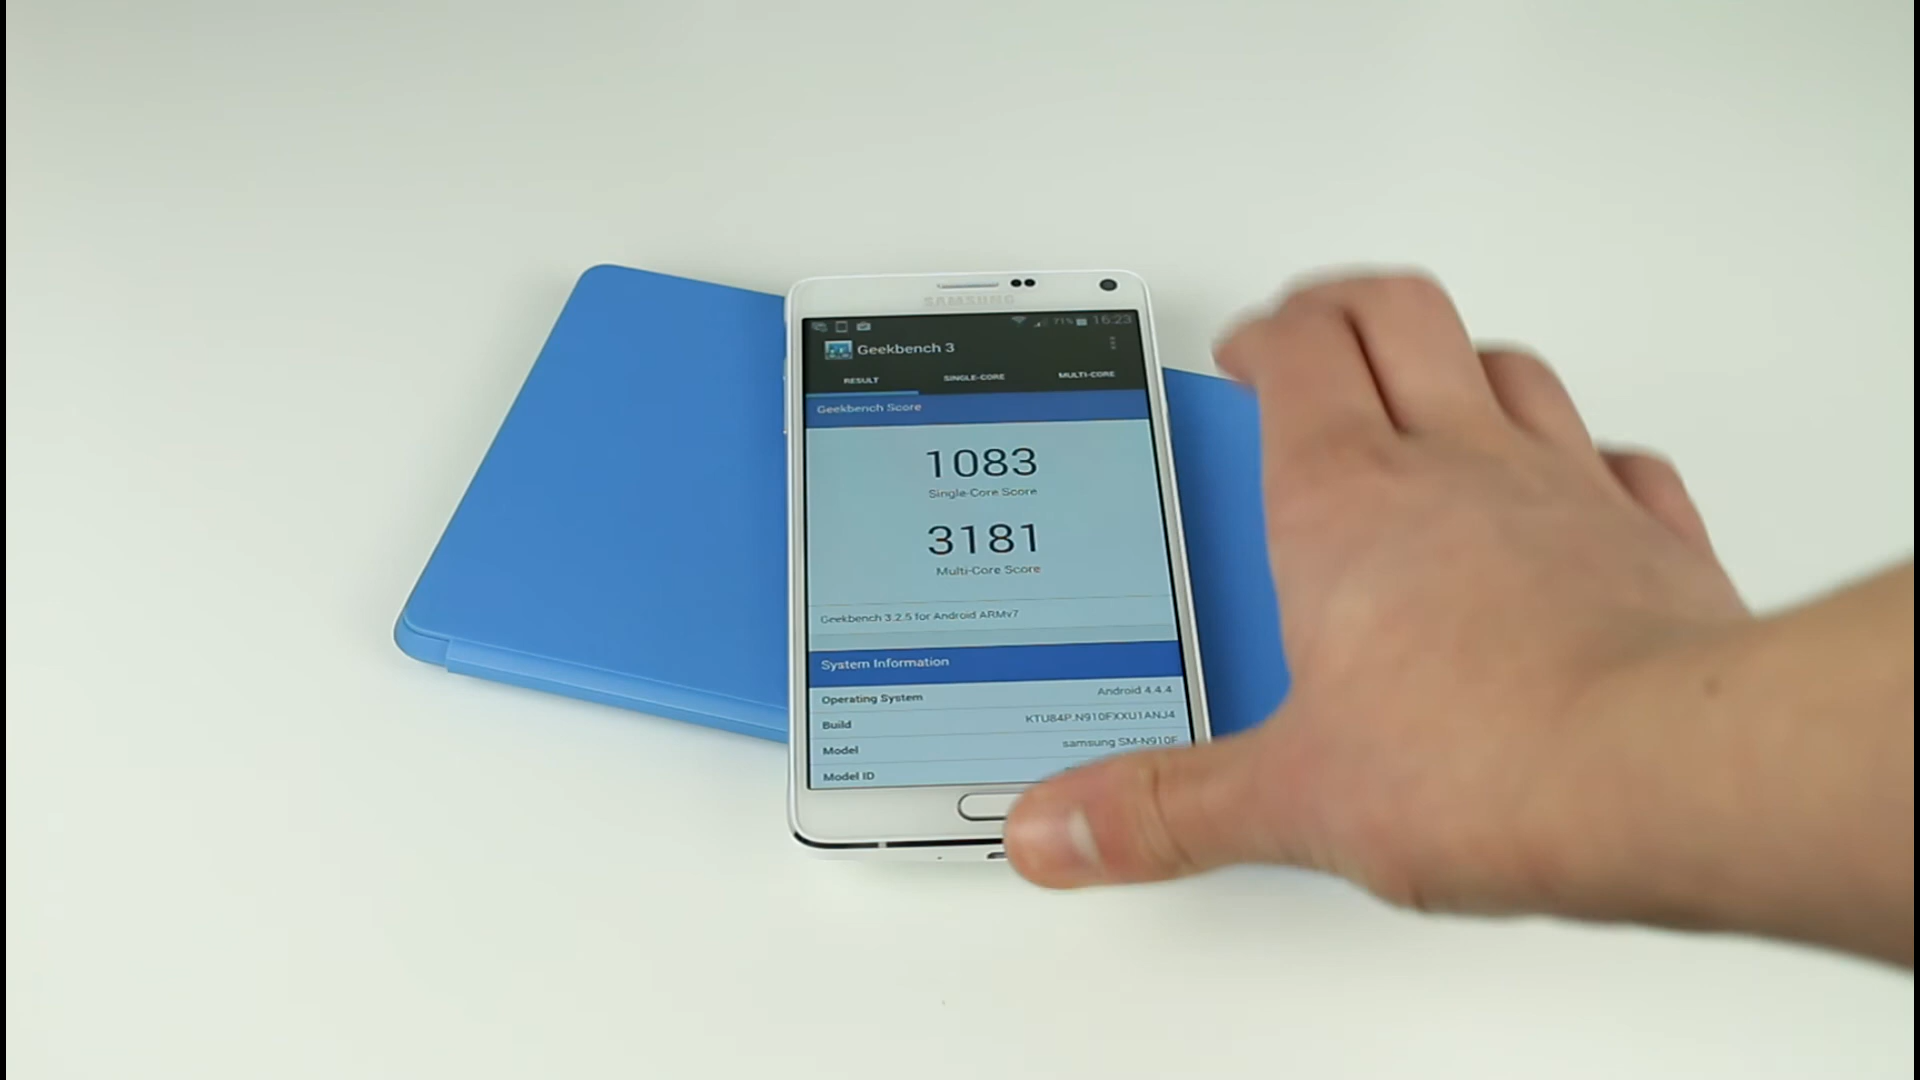 SAMSUNG
71% 16:23
Geekbench 3
RESULT SINGLE-CORE MULTI-CORE
Geekbench Score
1083
Single-Core Score
3181
Multi-Core Score
Geekbench 3.2.5 for Android ARMv7
System Information
Operating System Android 4.4.4
Build KTU84P.N910FXXU1ANJ4
Model samsung SM-N910F
Model ID